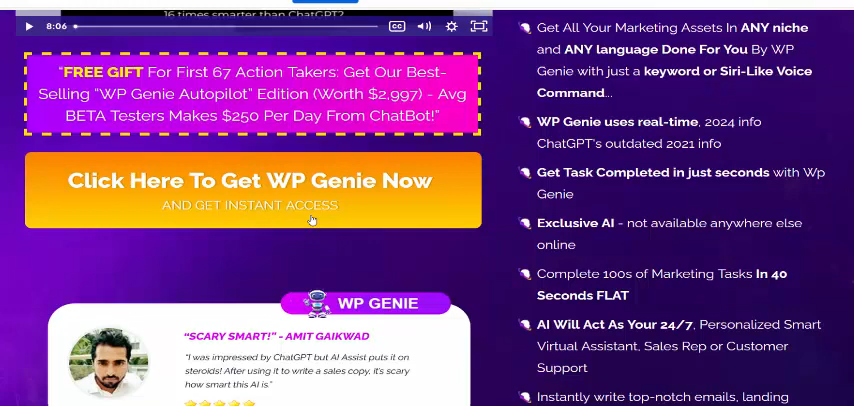 16 times smarter than ChatGPT?
8:06
CC
"FREE GIFT For First 67 Action Takers: Get Our Best-
Selling "WP Genie Autopilot" Edition (Worth $2,997) - Avg
BETA Testers Makes $250 Per Day From ChatBot!"
Click Here To Get WP Genie Now
AND GET INSTANT ACCESS
WP GENIE
"SCARY SMART!" - AMIT GAIKWAD
"I was impressed by ChatGPT but AI Assist puts it on
steroids! After using it to write a sales copy, it's scary
how smart this AI is."
Get All Your Marketing Assets In ANY niche
and ANY language Done For You By WP
Genie with just a keyword or Siri-Like Voice
Command...
WP Genie uses real-time, 2024 info
ChatGPT's outdated 2021 info
Get Task Completed in just seconds with Wp
Genie
Exclusive AI - not available anywhere else
online
Complete 100s of Marketing Tasks In 40
Seconds FLAT
AI Will Act As Your 24/7, Personalized Smart
Virtual Assistant, Sales Rep or Customer
Support
Instantly write top-notch emails, landing